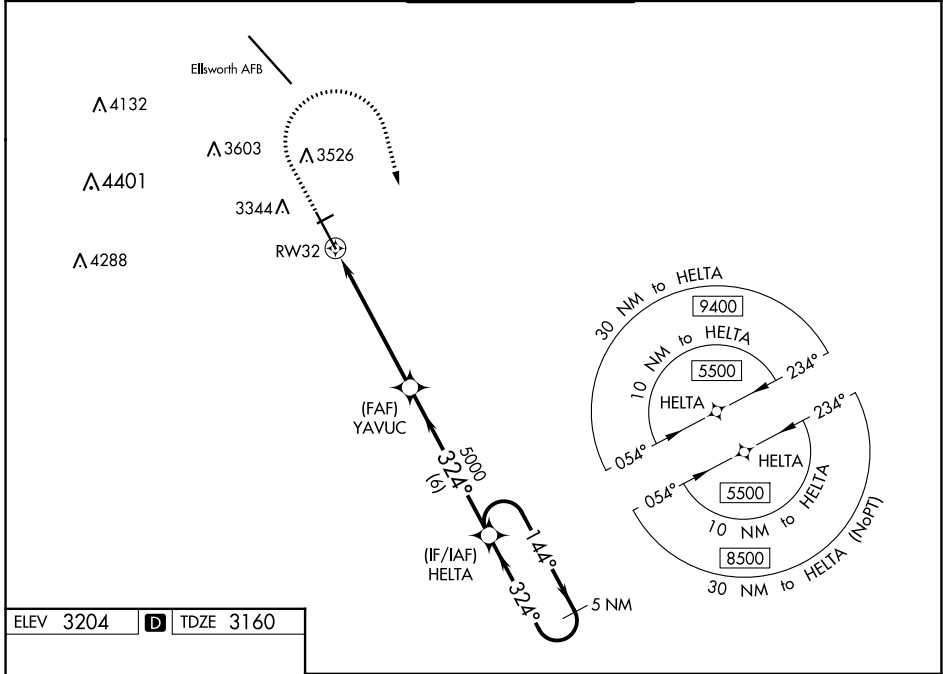 Ellsworth AFB
4132
3603
3526
4401
3344
4288
RW32
30 NM to HELTA
9400
10 NM to HELTA
5500
234°
HELTA
054°
234°
HELTA
054°
5500
10 NM to HELTA
8500
30 NM to HELTA (NoPT)
(FAF)
YAVUC
5000
324°
(6)
(IF/IAF)
HELTA
144°
324°
5 NM
ELEV 3204 D TDZE 3160